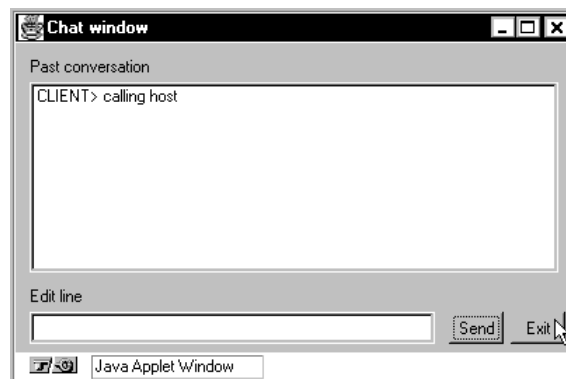 Chat window
Past conversation
CLIENT> calling host
Edit line
Send Exit
Java Applet Window